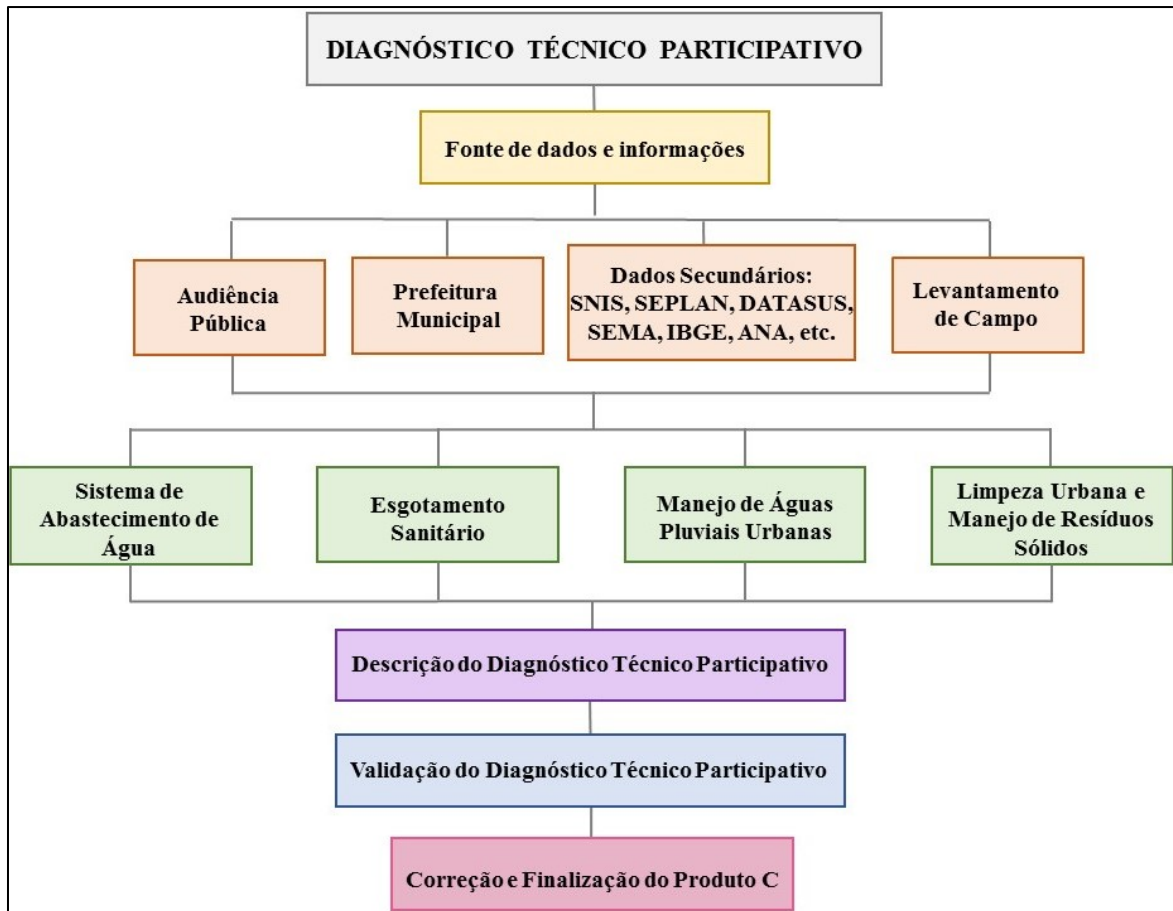 DIAGNÓSTICO TÉCNICO PARTICIPATIVO
Fonte de dados e informações
Audiência
Pública
Prefeitura
Municipal
Dados Secundários:
SNIS, SEPLAN, DATASUS,
SEMA, IBGE, ANA, etc.
Levantamento
de Campo
Sistema de
Abastecimento de
Água
Esgotamento
Sanitário
Manejo de Águas
Pluviais Urbanas
Limpeza Urbana e
Manejo de Resíduos
Sólidos
Descrição do Diagnóstico Técnico Participativo
Validação do Diagnóstico Técnico Participativo
Correção e Finalização do Produto C